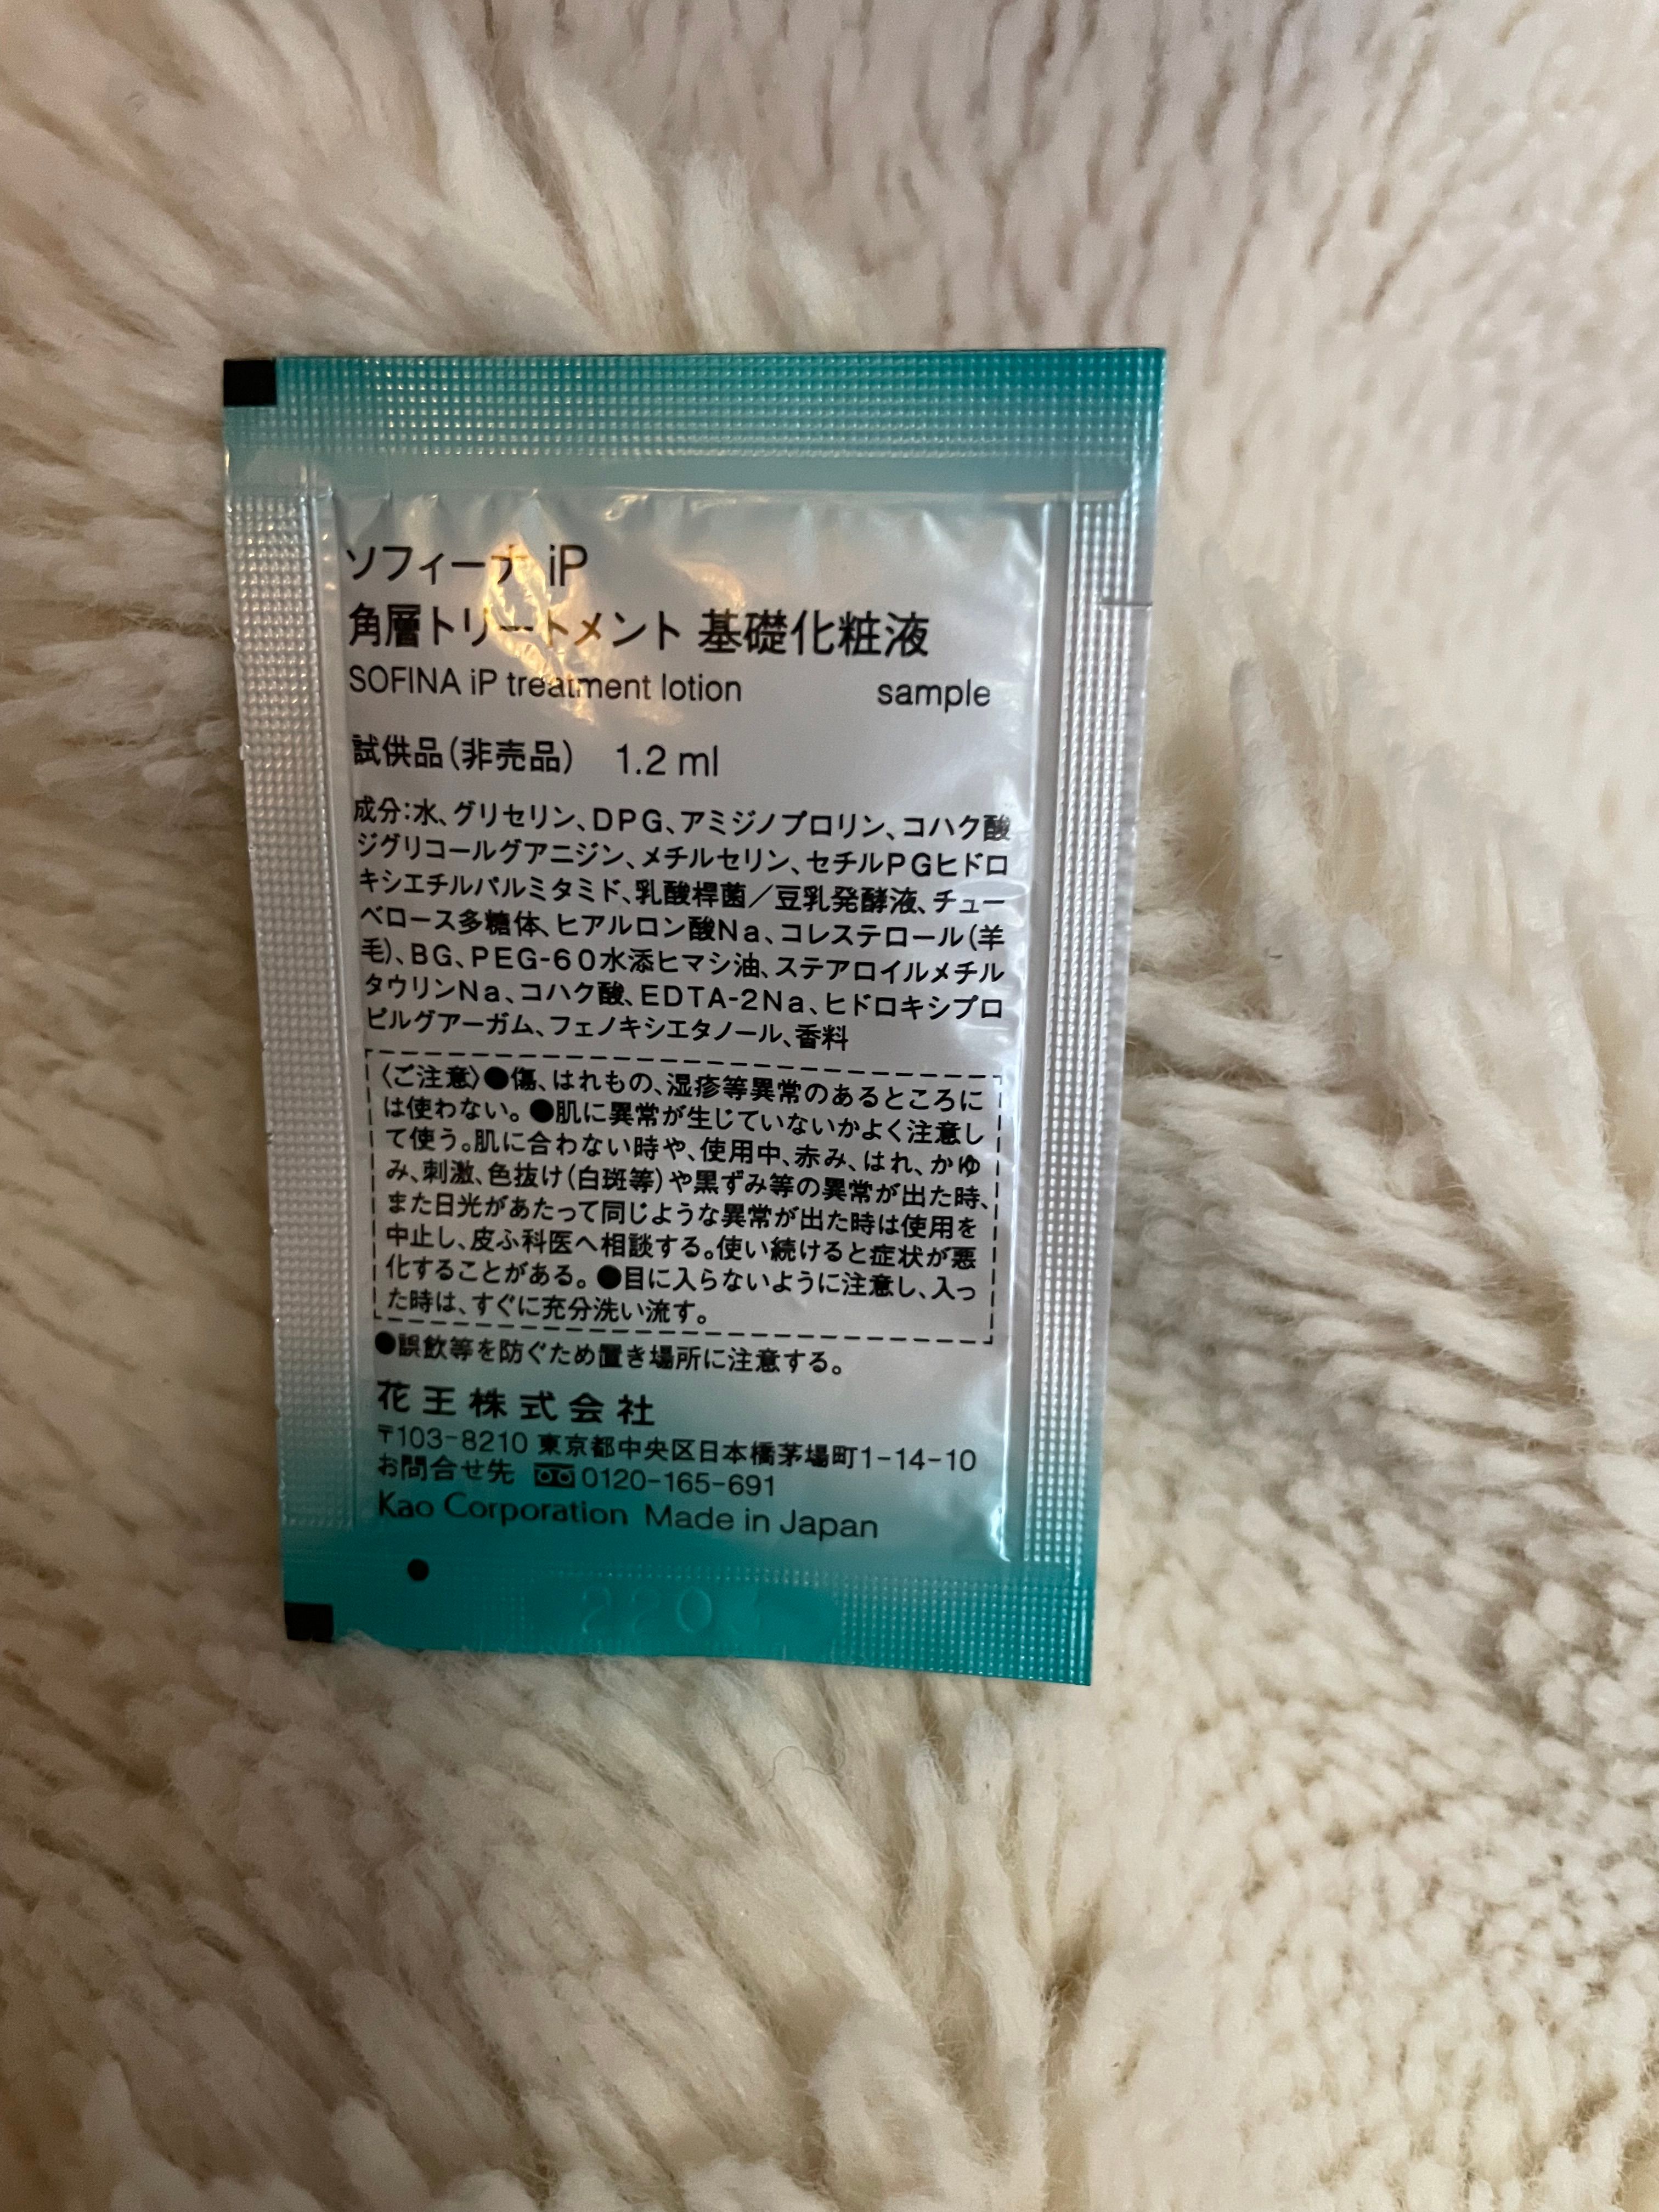 ソフィーナ iP
角層トリートメント 基礎化粧液
SOFINA iP treatment lotion sample
試供品(非売品) 1.2 ml
成分:水、グリセリン、DPG、アミジノプロリン、コハク酸
ジグリコールグアニジン、メチルセリン、セチルPGヒドロ
キシエチルパルミタミド、乳酸桿菌/豆乳発酵液、チュー
ベロース多糖体、ヒアルロン酸Na、コレステロール(羊
毛)、BG、PEG-60水添ヒマシ油、ステアロイルメチル
タウリンNa、コハク酸、EDTA-2Na、ヒドロキシプロ
ピルグアーガム、フェノキシエタノール、香料
〈ご注意〉●傷、はれもの、湿疹等異常のあるところに
は使わない。●肌に異常が生じていないかよく注意し
て使う。肌に合わない時や、使用中、赤み、はれ、かゆ
み、刺激、色抜け(白斑等)や黒ずみ等の異常が出た時、
また日光があたって同じような異常が出た時は使用を
中止し、皮ふ科医へ相談する。使い続けると症状が悪
化することがある。●目に入らないように注意し、入っ
た時は、すぐに充分洗い流す。
●誤飲等を防ぐため置き場所に注意する。
花王株式会社
〒103-8210 東京都中央区日本橋茅場町1-14-10
お問合せ先 0120-165-691
Kao Corporation Made in Japan